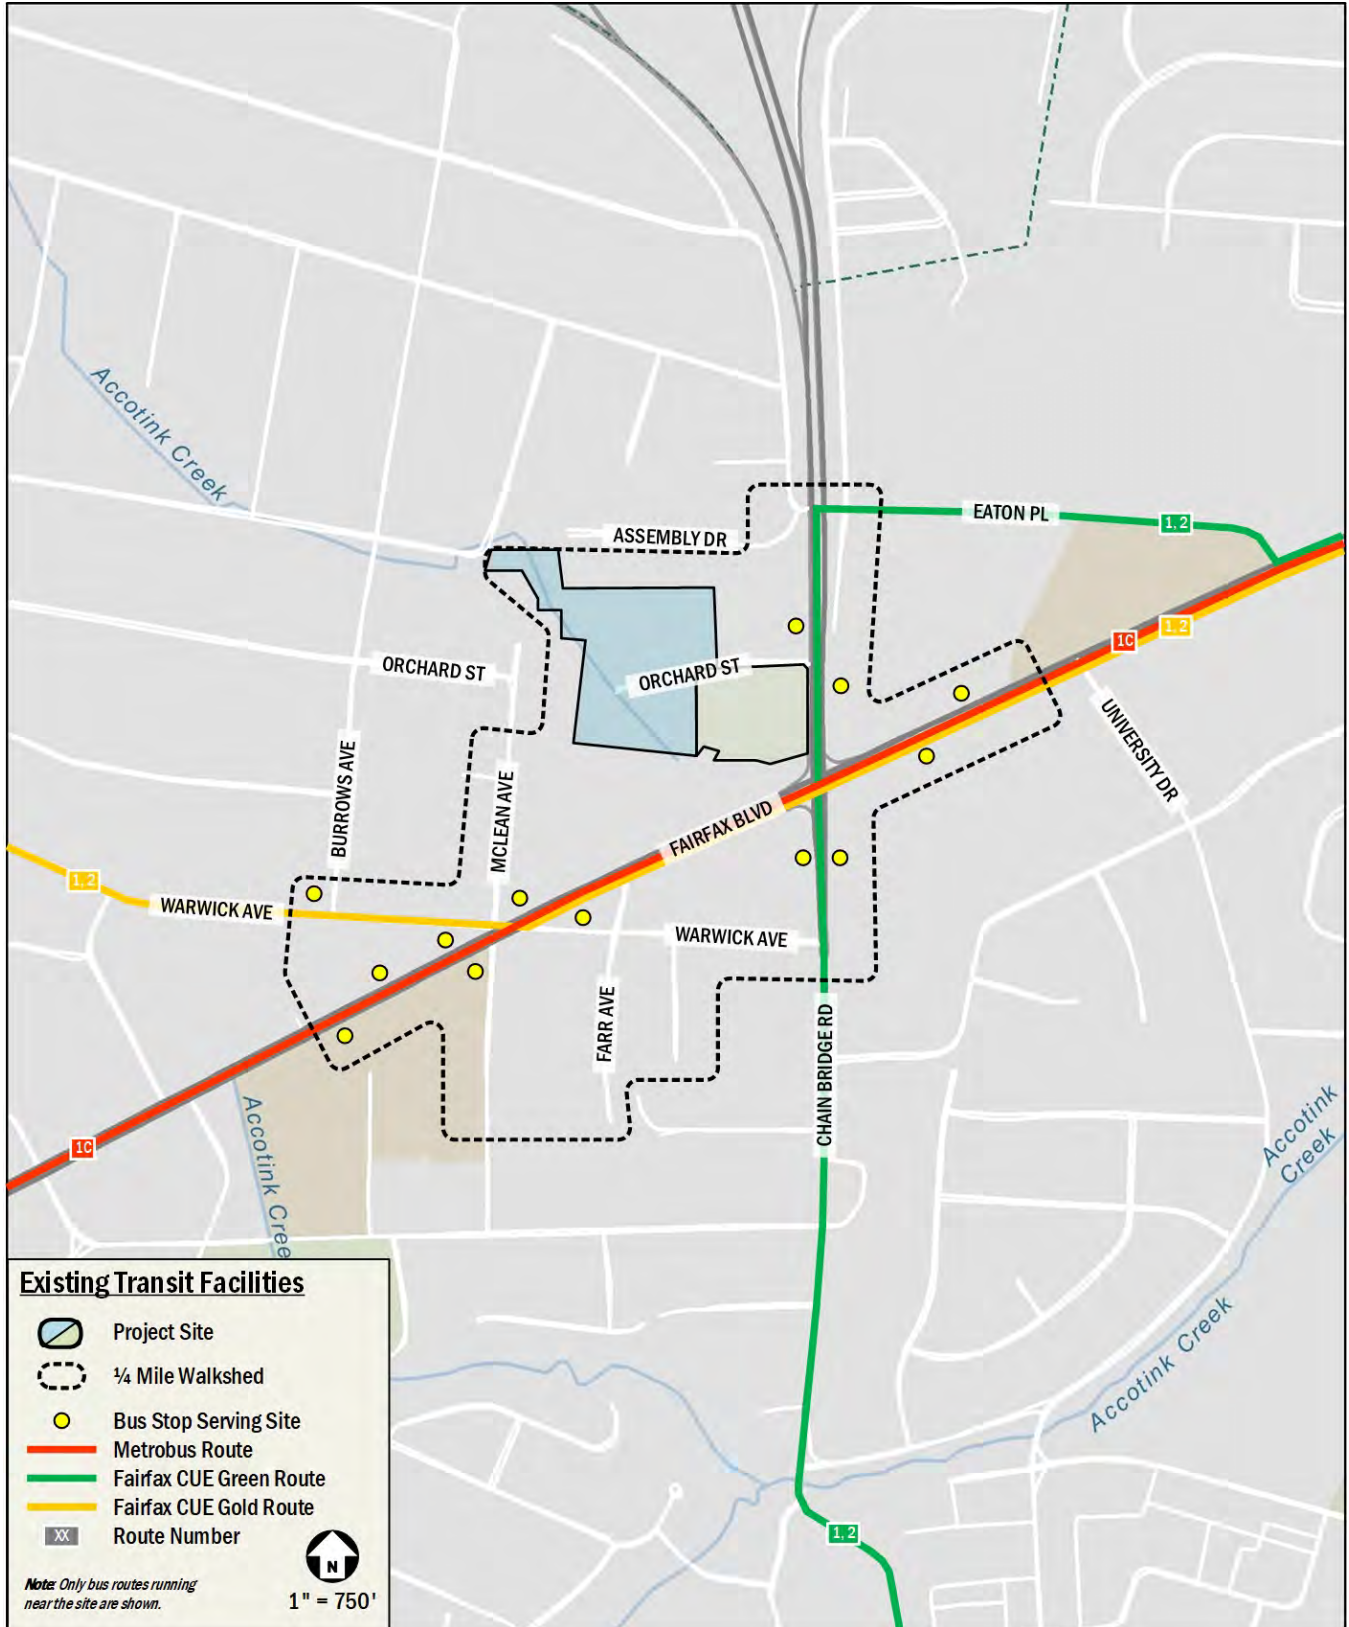 Accotink Creek
EATON PL
1, 2
ASSEMBLY DR
1C
1, 2
ORCHARD ST
ORCHARD ST
UNIVERSITY DR
BURROWS AVE
MCLEAN AVE
FAIRFAX BLVD
1, 2
WARWICK AVE
WARWICK AVE
FARR AVE
CHAIN BRIDGE RD
1C
Accotink Cree
Accotink
Creek
Accotink Creek
1, 2
Existing Transit Facilities
Project Site
¼ Mile Walkshed
Bus Stop Serving Site
Metrobus Route
Fairfax CUE Green Route
Fairfax CUE Gold Route
XX Route Number
N
Note: Only bus routes running
near the site are shown.
1" = 750'